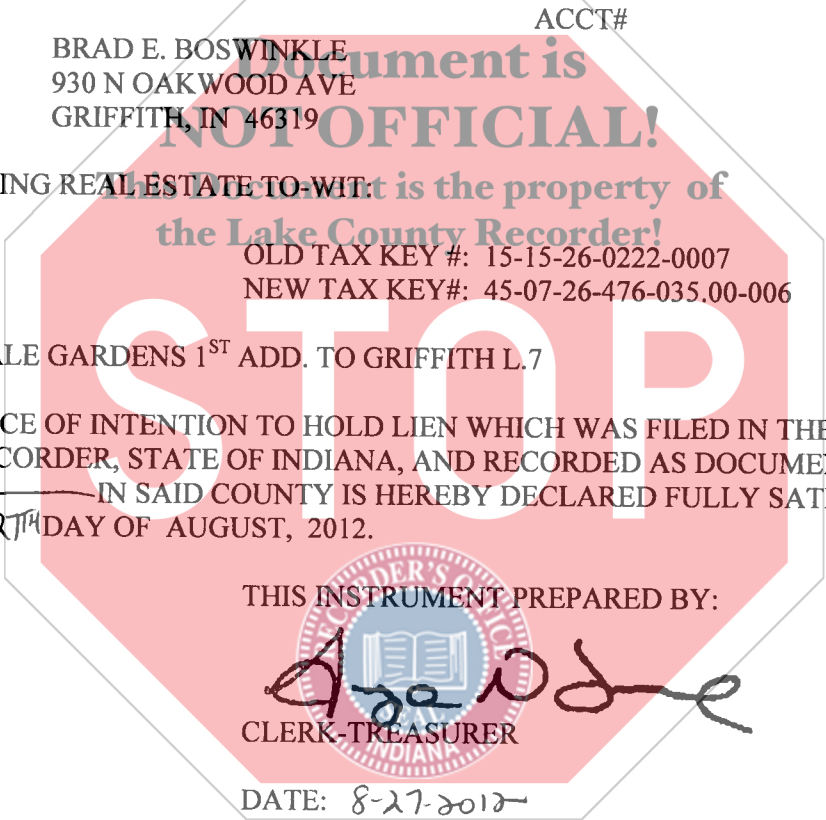 ACCT#
BRAD E. BOSWINKLE
Document is
930 N OAKWOOD AVE
GRIFFITH, IN 46319
NOT OFFICIAL!
ING REAL ESTATE TO-WIT:
This Document is the property of
the Lake County Recorder!
OLD TAX KEY #: 15-15-26-0222-0007
NEW TAX KEY#: 45-07-26-476-035.00-006
STOP
LE GARDENS 1ST ADD. TO GRIFFITH L.7
CE OF INTENTION TO HOLD LIEN WHICH WAS FILED IN THE
CORDER, STATE OF INDIANA, AND RECORDED AS DOCUME
IN SAID COUNTY IS HEREBY DECLARED FULLY SAT
DAY OF AUGUST, 2012.
THIS INSTRUMENT PREPARED BY:
RECORDER'S OFFICE
SEAL
INDIANA
CLERK-TREASURER
DATE: 8-27-2012